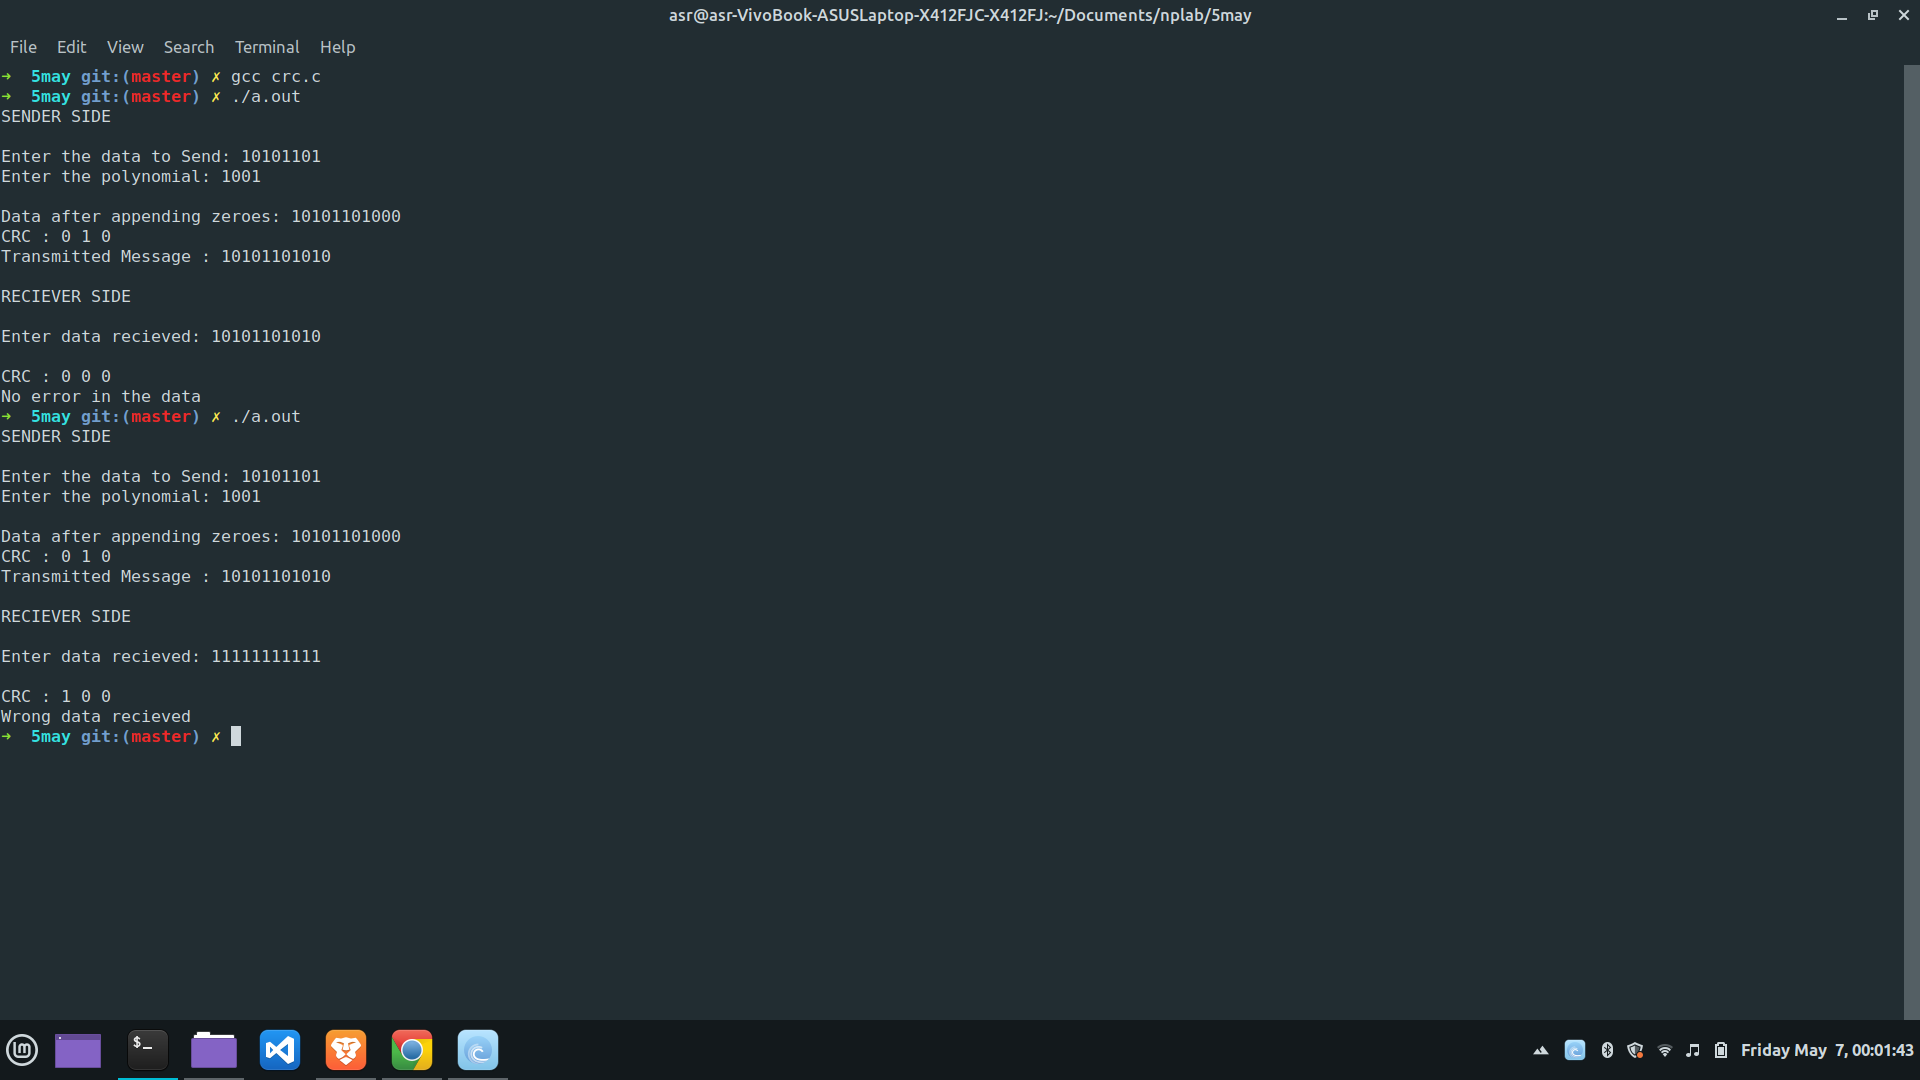 asr@asr-VivoBook-ASUSLaptop-X412FJC-X412FJ:~/Documents/nplab/5may
File Edit View Search Terminal Help
➜  5may git:(master) ✗ gcc crc.c
➜  5may git:(master) ✗ ./a.out
SENDER SIDE
Enter the data to Send: 10101101
Enter the polynomial: 1001
Data after appending zeroes: 10101101000
CRC : 0 1 0
Transmitted Message : 10101101010
RECIEVER SIDE
Enter data recieved: 10101101010
CRC : 0 0 0
No error in the data
➜  5may git:(master) ✗ ./a.out
SENDER SIDE
Enter the data to Send: 10101101
Enter the polynomial: 1001
Data after appending zeroes: 10101101000
CRC : 0 1 0
Transmitted Message : 10101101010
RECIEVER SIDE
Enter data recieved: 11111111111
CRC : 1 0 0
Wrong data recieved
➜  5may git:(master) ✗
$_
Friday May 7, 00:01:43